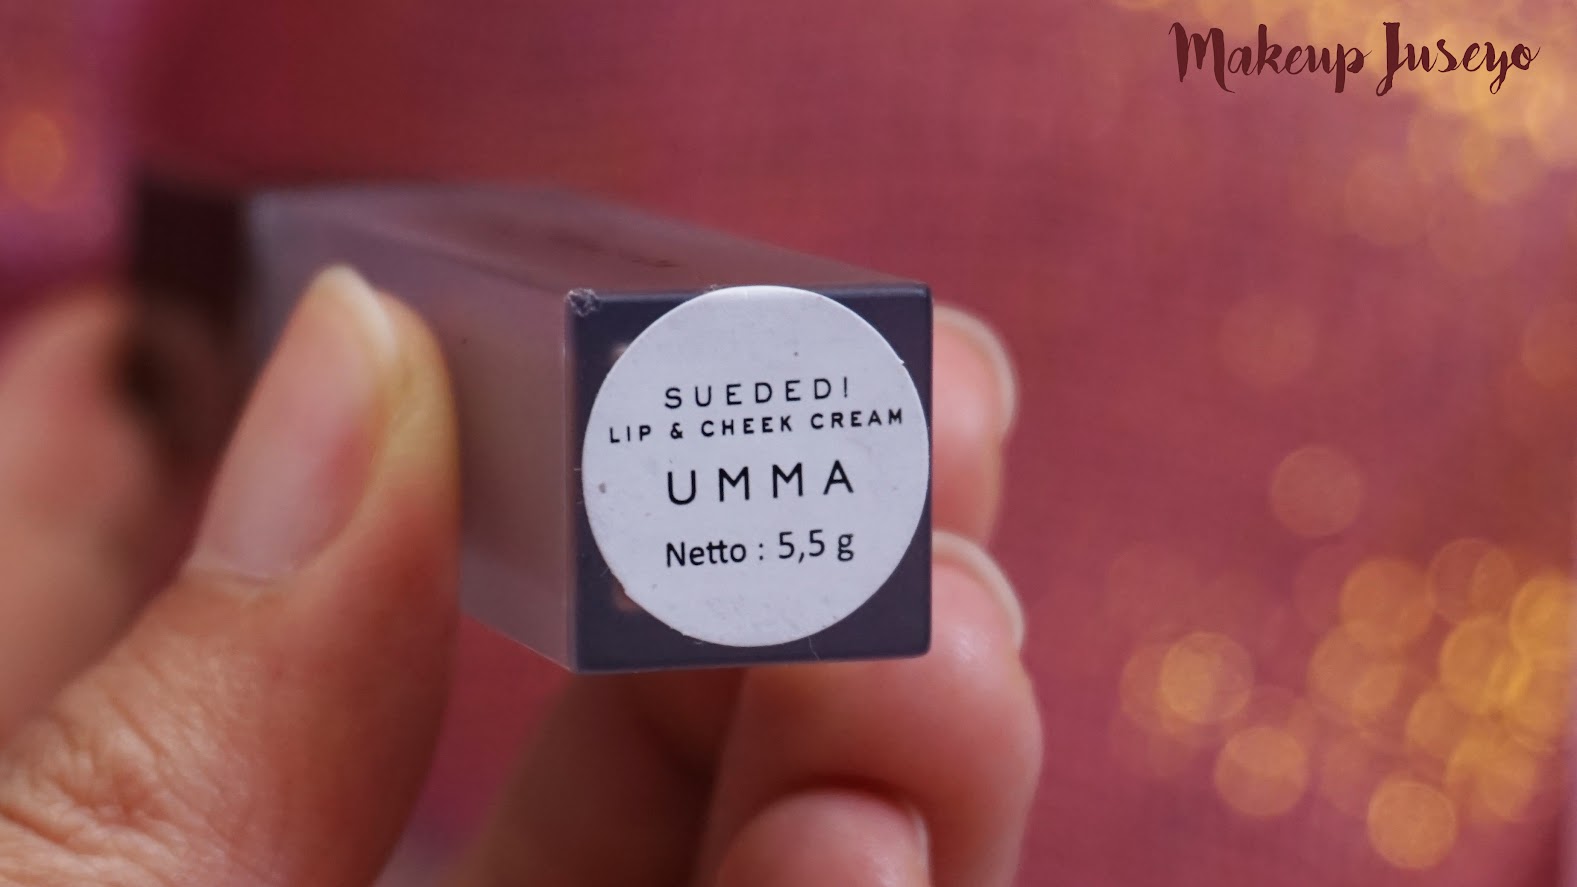 Makeup Juseyo
SUEDED!
LIP & CHEEK CREAM
UMMA
Netto : 5,5 g